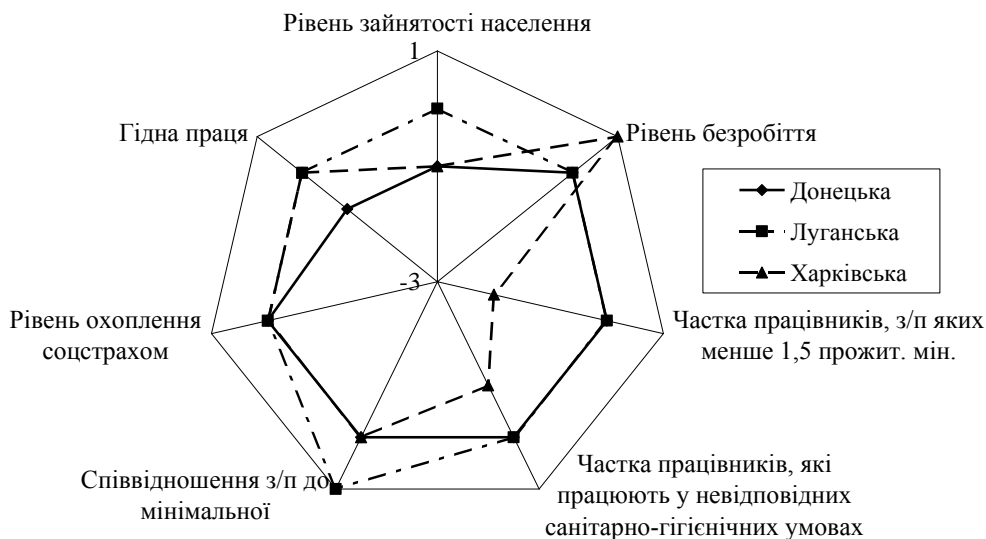 Рівень зайнятості населення
1
Гідна праця
Рівень безробіття
Донецька
Луганська
Харківська
-3
Рівень охоплення
соцстрахом
Частка працівників, з/п яких
менше 1,5 прожит. мін.
Співвідношення з/п до
мінімальної
Частка працівників, які
працюють у невідповідних
санітарно-гігієнічних умовах